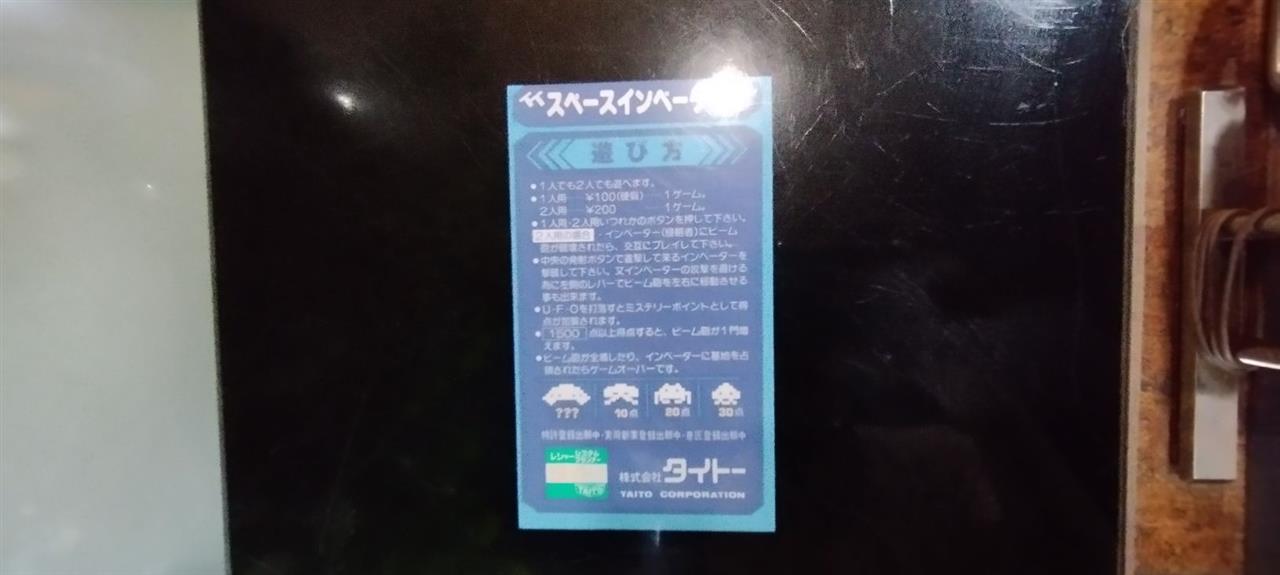 スペースインベーダー
遊び方
●1人でも2人でも遊べます。
●1人用 ¥100(硬貨) 1ゲーム。
2人用 ¥200 1ゲーム。
●1人用・2人用いづれかのボタンを押して下さい。
2人用の場合・インベーダー(侵略者)にビーム
砲が破壊されたら、交互にプレイして下さい。
●中央の発射ボタンで進撃して来るインベーダーを
撃破して下さい。又インベーダーの攻撃を避ける
為に左側のレバーでビーム砲を左右に移動させる
事も出来ます。
●U・F・Oを打落すとミステリーポイントとして得
点が加算されます。
●1500点以上得点すると、ビーム砲が1門増
えます。
●ビーム砲が全滅したり、インベーダーに基地を占
領されたらゲームオーバーです。
??? 10点 20点 30点
特許登録出願中・実用新案登録出願中・意匠登録出願中
レジャーシステム
プランナー
TAITO
株式会社タイトー
TAITO CORPORATION